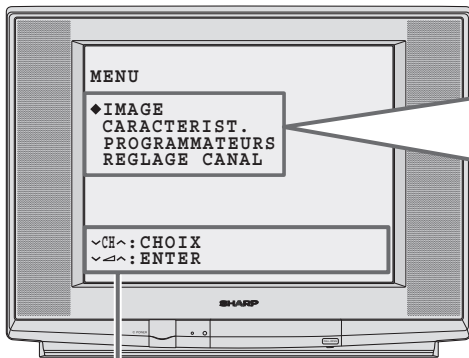 MENU
◆IMAGE
CARACTERIST.
PROGRAMMATEURS
REGLAGE CANAL
﹀CH︿:CHOIX
﹀⊿︿:ENTER
SHARP